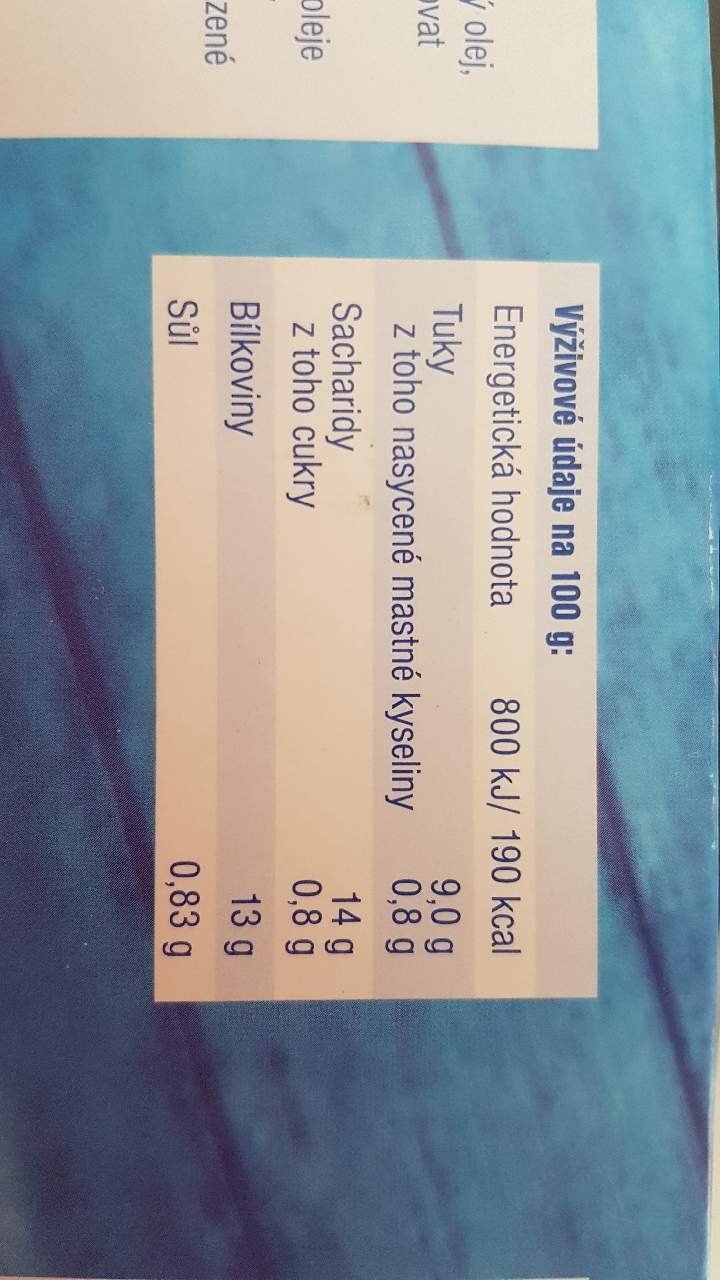 ý olej,
ovat
oleje
zené
Výživové údaje na 100 g:
Energetická hodnota 800 kJ/ 190 kcal
Tuky 9,0 g
z toho nasycené mastné kyseliny 0,8 g
Sacharidy 14 g
z toho cukry 0,8 g
Bílkoviny 13 g
Sůl 0,83 g